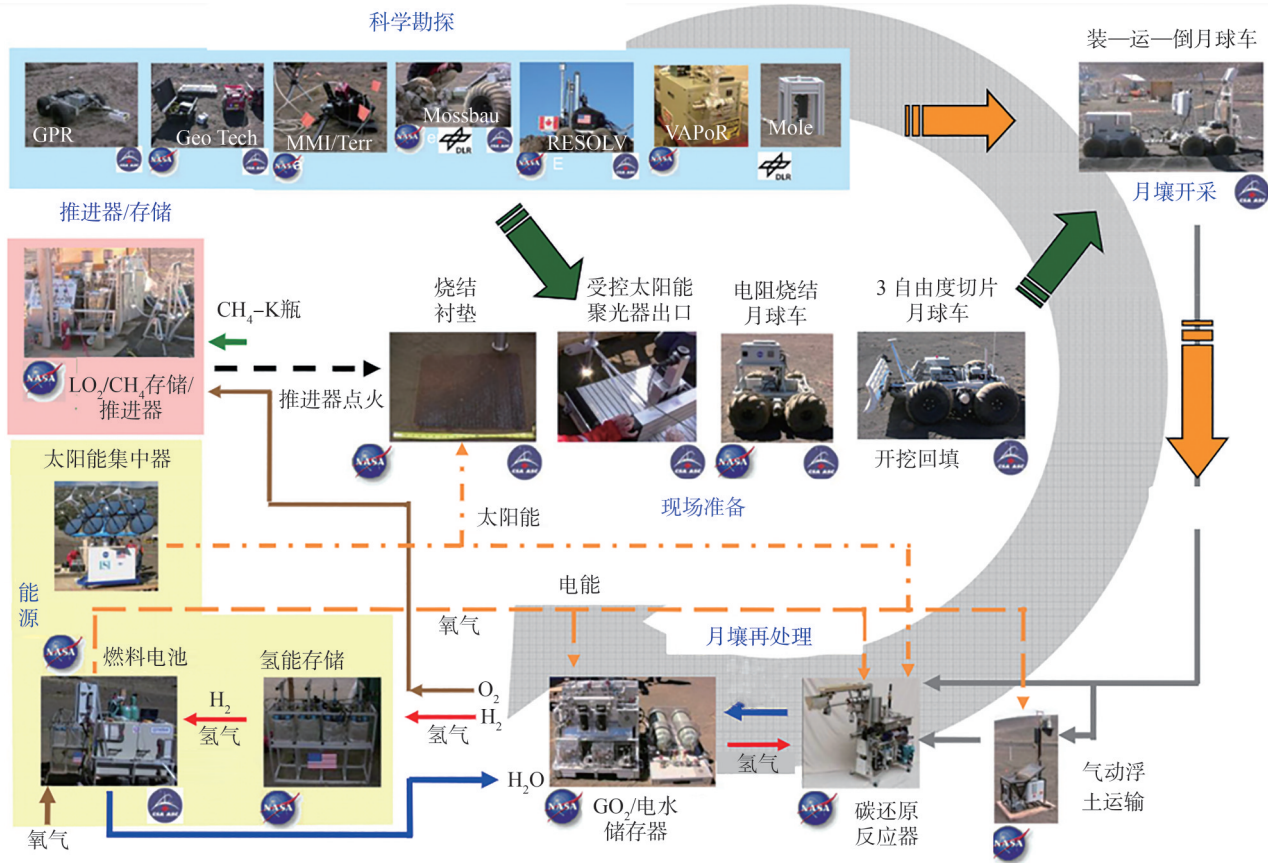 科学勘探
装—运—倒月球车
GPR
Geo Tech
MMI/Terr
a
Mossbau
e
RESOLV
E
VAPoR
Mole
NASA
DLR
CSA ASC
月壤开采
推进器/存储
CH₄-K瓶
LO₂/CH₄存储/
推进器
推进器点火
烧结
衬垫
受控太阳能
聚光器出口
电阻烧结
月球车
3自由度切片
月球车
开挖回填
现场准备
太阳能集中器
太阳能
能
源
电能
氧气
月壤再处理
燃料电池
氢能存储
H₂
氢气
O₂
H₂
氢气
H₂O
氧气
GO₂/电水
储存器
氢气
碳还原
反应器
气动浮
土运输